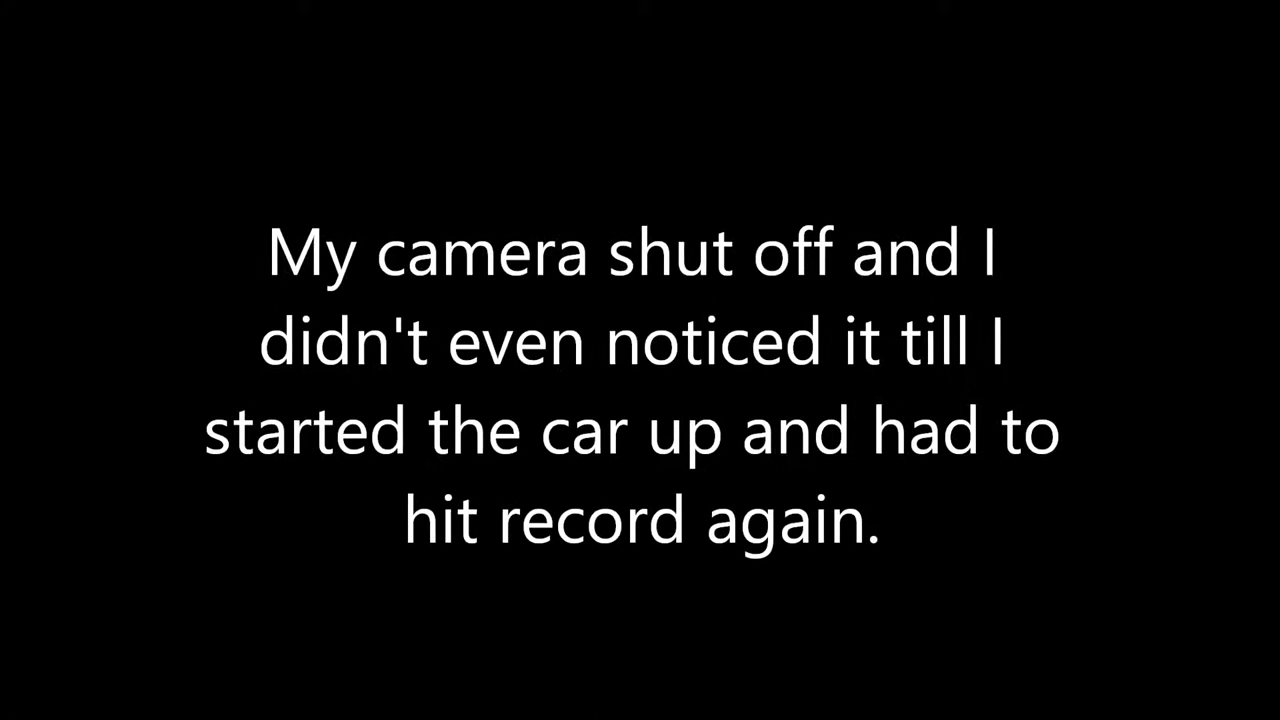 My camera shut off and I
didn't even noticed it till I
started the car up and had to
hit record again.